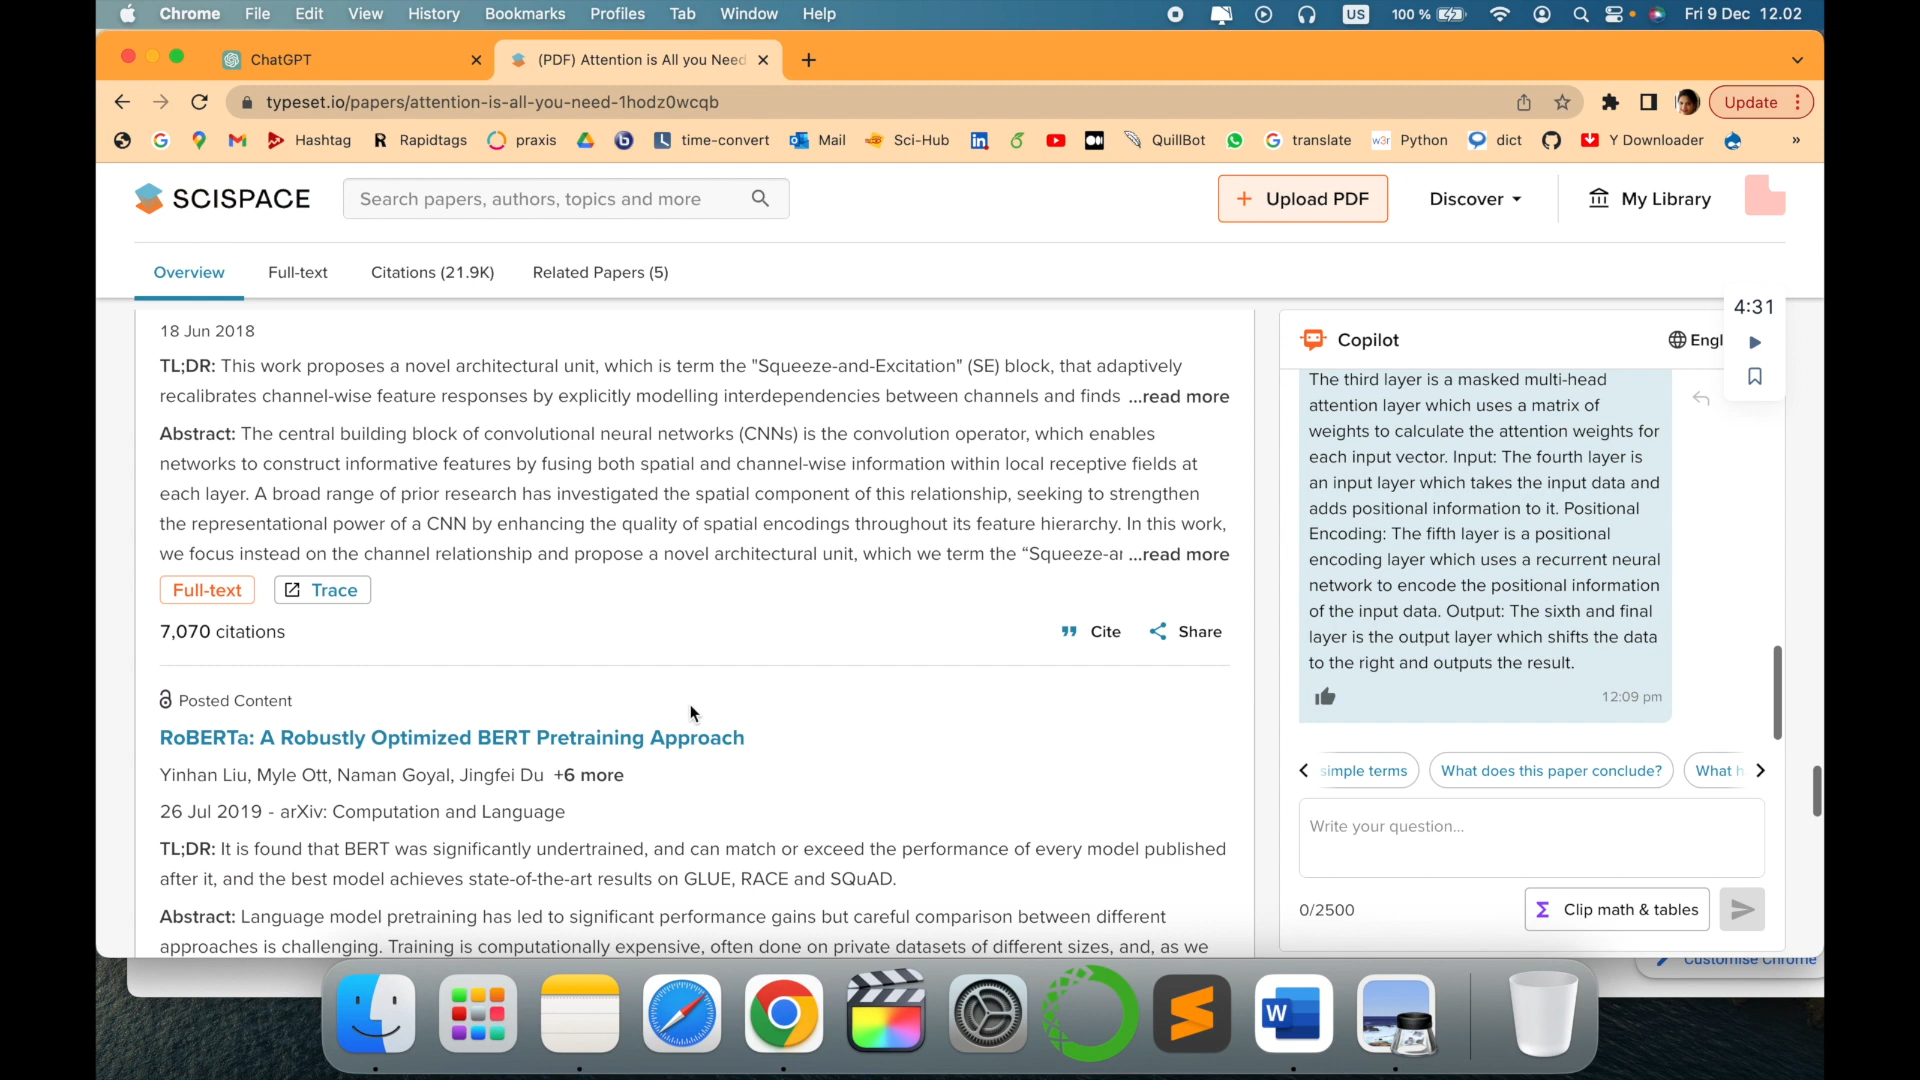 Chrome File Edit View History Bookmarks Profiles Tab Window Help US 100 % Fri 9 Dec 12.02
ChatGPT (PDF) Attention is All you Need
typeset.io/papers/attention-is-all-you-need-1hodz0wcqb Update
Hashtag R Rapidtags praxis L time-convert Mail Sci-Hub QuillBot translate w3r Python dict Y Downloader »
SCISPACE Search papers, authors, topics and more + Upload PDF Discover My Library
Overview Full-text Citations (21.9K) Related Papers (5)
4:31
18 Jun 2018
TL;DR: This work proposes a novel architectural unit, which is term the "Squeeze-and-Excitation" (SE) block, that adaptively
recalibrates channel-wise feature responses by explicitly modelling interdependencies between channels and finds ...read more
Abstract: The central building block of convolutional neural networks (CNNs) is the convolution operator, which enables
networks to construct informative features by fusing both spatial and channel-wise information within local receptive fields at
each layer. A broad range of prior research has investigated the spatial component of this relationship, seeking to strengthen
the representational power of a CNN by enhancing the quality of spatial encodings throughout its feature hierarchy. In this work,
we focus instead on the channel relationship and propose a novel architectural unit, which we term the “Squeeze-ar ...read more
Full-text Trace
7,070 citations Cite Share
Posted Content
RoBERTa: A Robustly Optimized BERT Pretraining Approach
Yinhan Liu, Myle Ott, Naman Goyal, Jingfei Du +6 more
26 Jul 2019 - arXiv: Computation and Language
TL;DR: It is found that BERT was significantly undertrained, and can match or exceed the performance of every model published
after it, and the best model achieves state-of-the-art results on GLUE, RACE and SQuAD.
Abstract: Language model pretraining has led to significant performance gains but careful comparison between different
approaches is challenging. Training is computationally expensive, often done on private datasets of different sizes, and, as we
Copilot Engl
The third layer is a masked multi-head
attention layer which uses a matrix of
weights to calculate the attention weights for
each input vector. Input: The fourth layer is
an input layer which takes the input data and
adds positional information to it. Positional
Encoding: The fifth layer is a positional
encoding layer which uses a recurrent neural
network to encode the positional information
of the input data. Output: The sixth and final
layer is the output layer which shifts the data
to the right and outputs the result.
12:09 pm
simple terms What does this paper conclude? What h
Write your question...
0/2500 Σ Clip math & tables
Customise Chrome
W